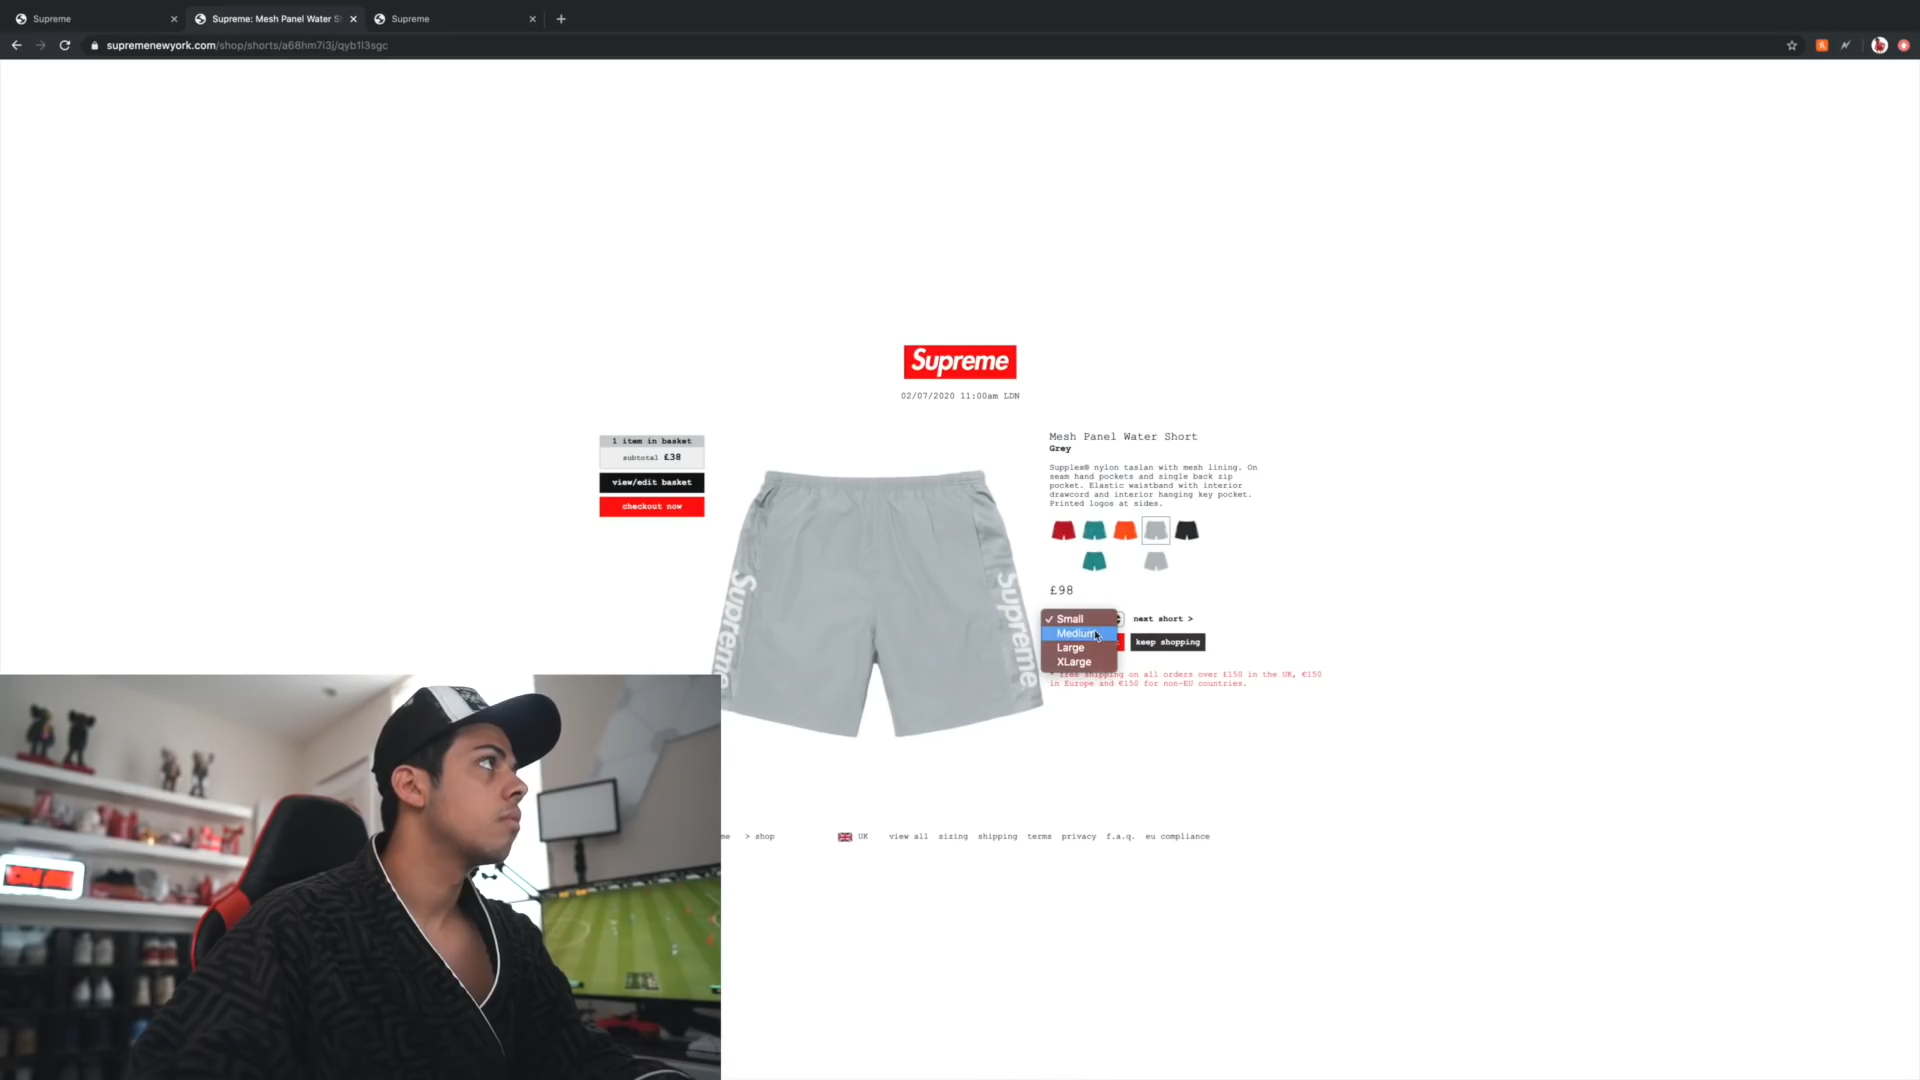 Supreme
Supreme: Mesh Panel Water S
Supreme
supremenewyork.com/shop/shorts/a68hm7i3j/qyb1l3sgc
Supreme
02/07/2020 11:00am LDN
1 item in basket
subtotal £38
view/edit basket
checkout now
Mesh Panel Water Short
Grey
Supplex® nylon taslan with mesh lining. On
seam hand pockets and single back zip
pocket. Elastic waistband with interior
drawcord and interior hanging key pocket.
Printed logos at sides.
£98
✓ Small
Medium
Large
XLarge
next short >
keep shopping
free shipping on all orders over £150 in the UK, €150
in Europe and €150 for non-EU countries.
Supreme
Supreme
> shop
UK
view all sizing shipping terms privacy f.a.q. eu compliance